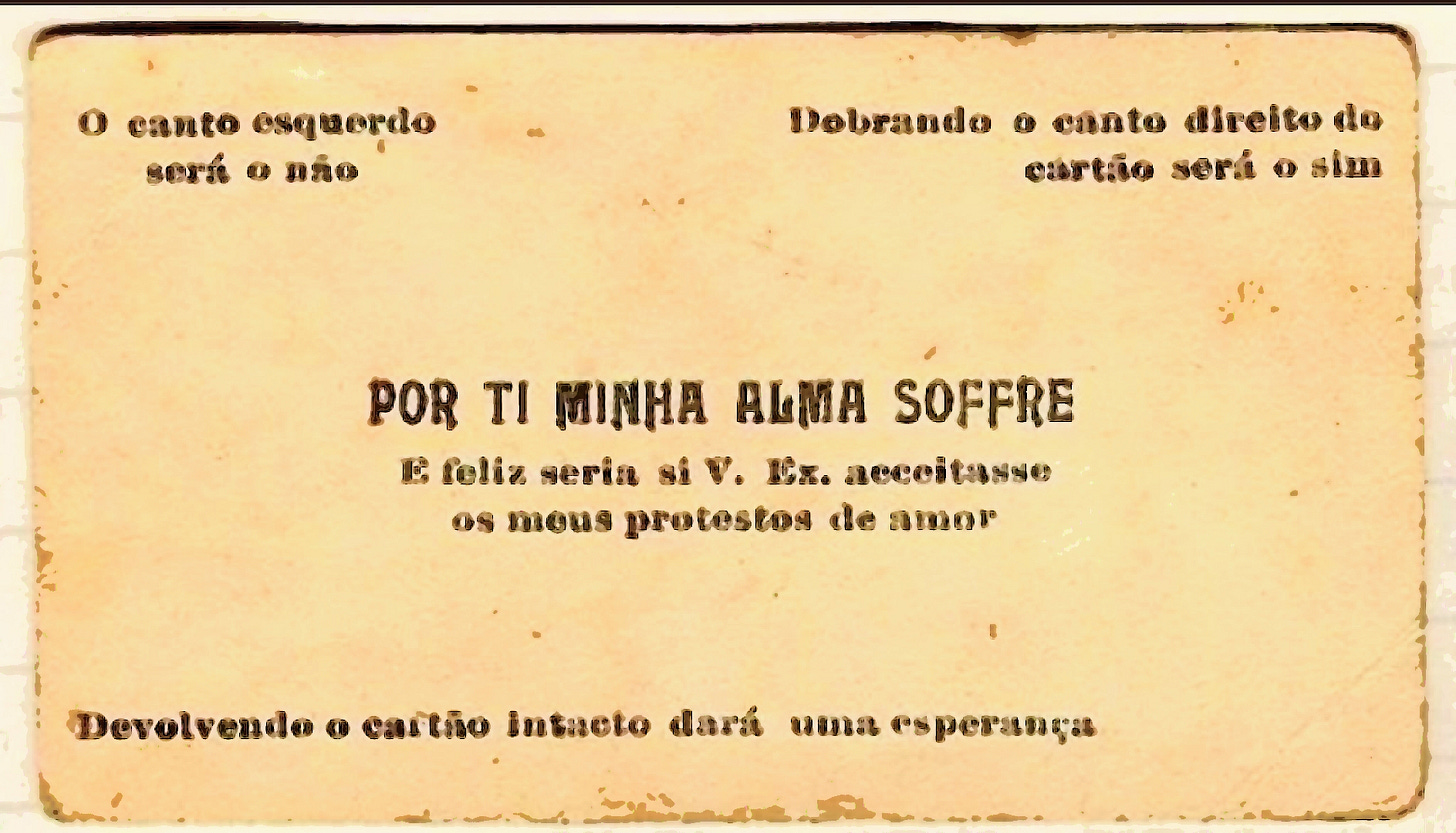 O canto esquerdo
será o não
Dobrando o canto direito do
cartão será o sim
POR TI MINHA ALMA SOFFRE
E feliz seria si V. Ex. acceitasse
os meus protestos de amor
Devolvendo o cartão intacto dará uma esperança